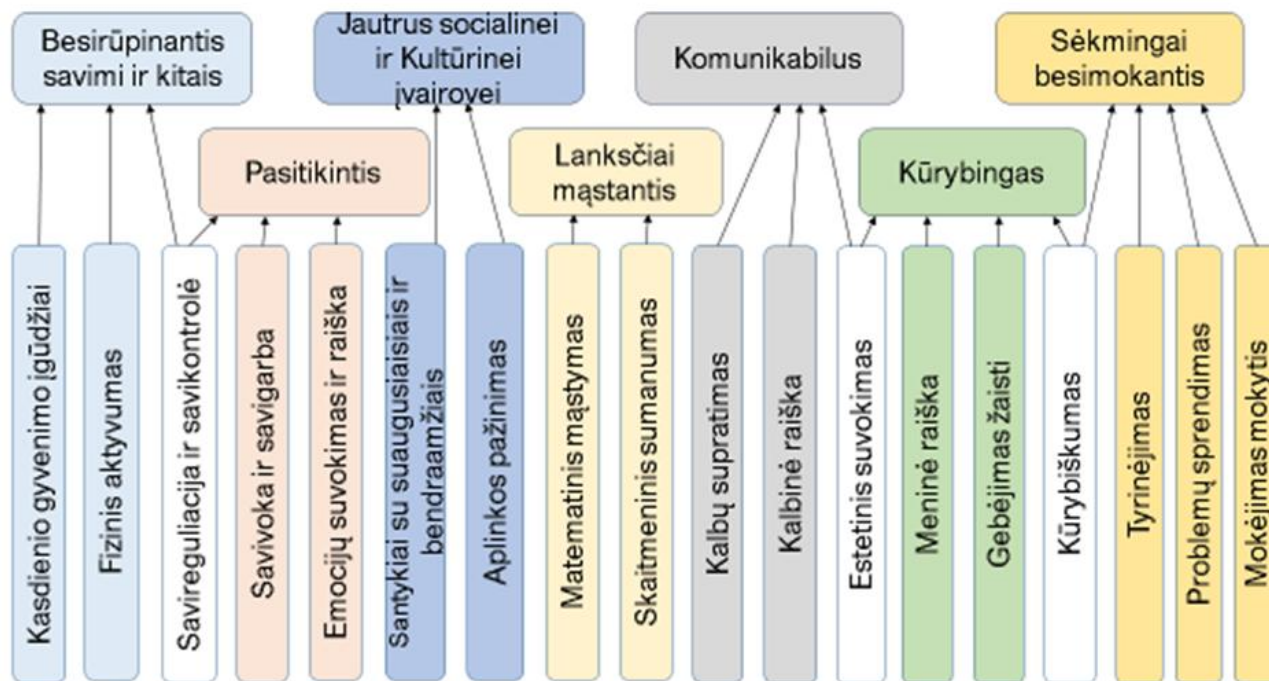 Besirūpinantis
savimi ir kitais
Jautrus socialinei
ir Kultūrinei
įvairovei
Komunikabilus
Sėkmingai
besimokantis
Pasitikintis
Lanksčiai
mąstantis
Kūrybingas
Kasdienio gyvenimo įgūdžiai
Fizinis aktyvumas
Savireguliacija ir savikontrolė
Savivoka ir savigarba
Emocijų suvokimas ir raiška
Santykiai su suaugusiaisiais ir
bendraamžiais
Aplinkos pažinimas
Matematinis mąstymas
Skaitmeninis sumanumas
Kalbų supratimas
Kalbinė raiška
Estetinis suvokimas
Meninė raiška
Gebėjimas žaisti
Kūrybiškumas
Tyrinėjimas
Problemų sprendimas
Mokėjimas mokytis